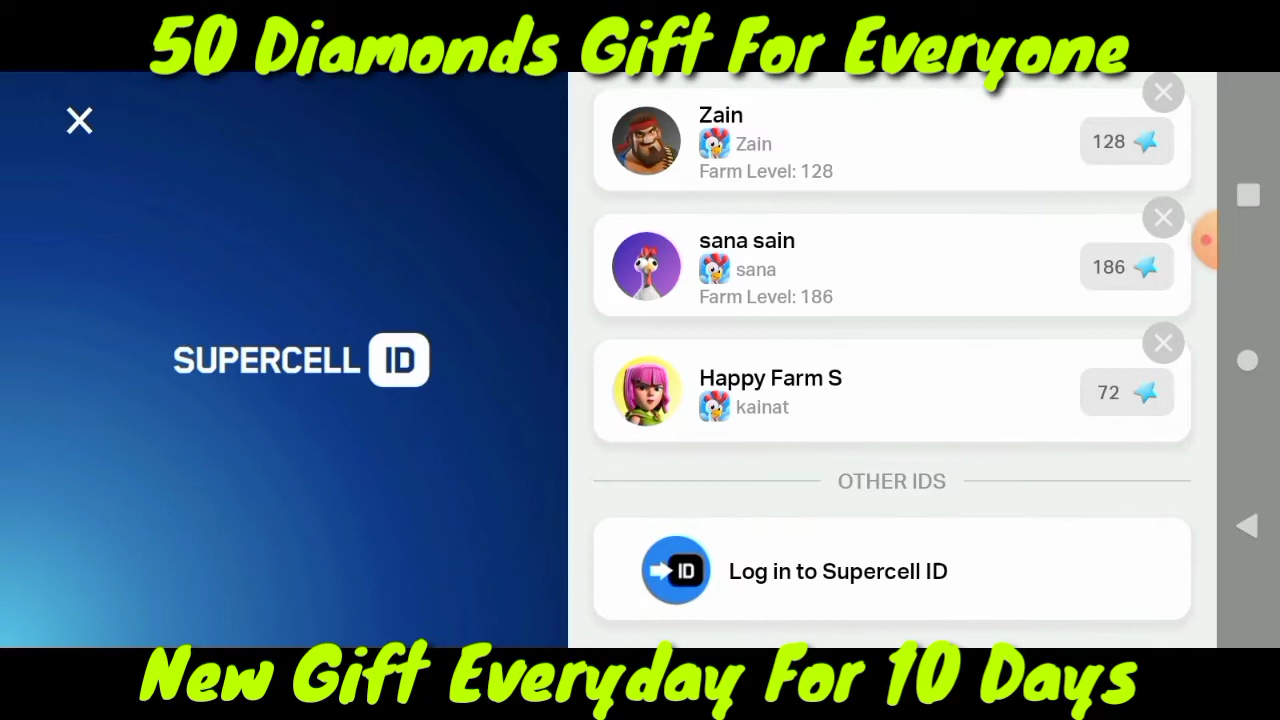 50 Diamonds Gift For Everyone
SUPERCELL ID
Zain
Zain
Farm Level: 128
128
sana sain
sana
Farm Level: 186
186
Happy Farm S
kainat
72
OTHER IDS
ID
Log in to Supercell ID
New Gift Everyday For 10 Days